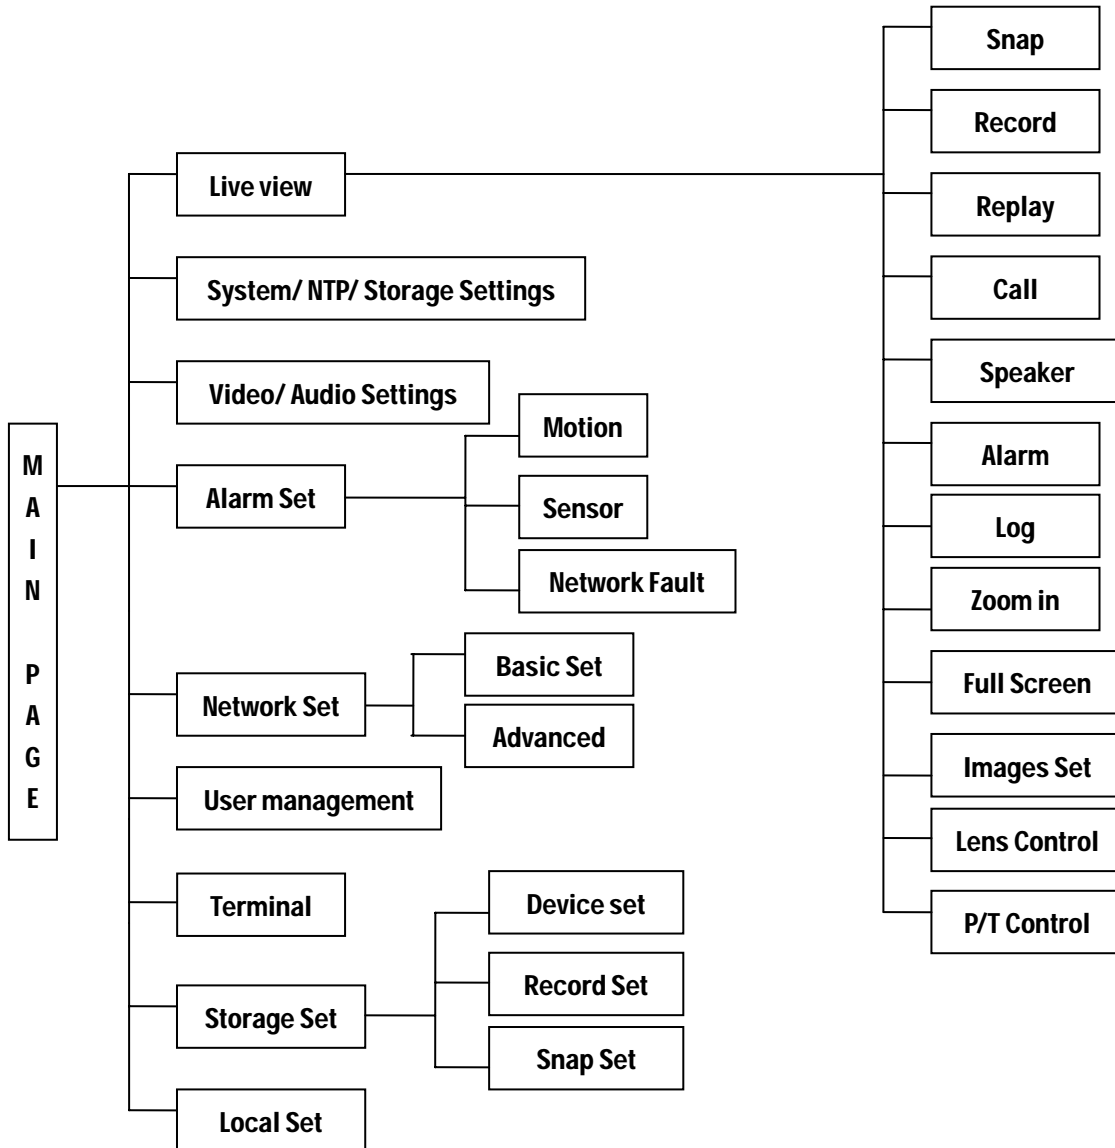 MAIN PAGE
Live view
System/ NTP/ Storage Settings
Video/ Audio Settings
Alarm Set
Motion
Sensor
Network Fault
Network Set
Basic Set
Advanced
User management
Terminal
Storage Set
Device set
Record Set
Snap Set
Local Set
Snap
Record
Replay
Call
Speaker
Alarm
Log
Zoom in
Full Screen
Images Set
Lens Control
P/T Control